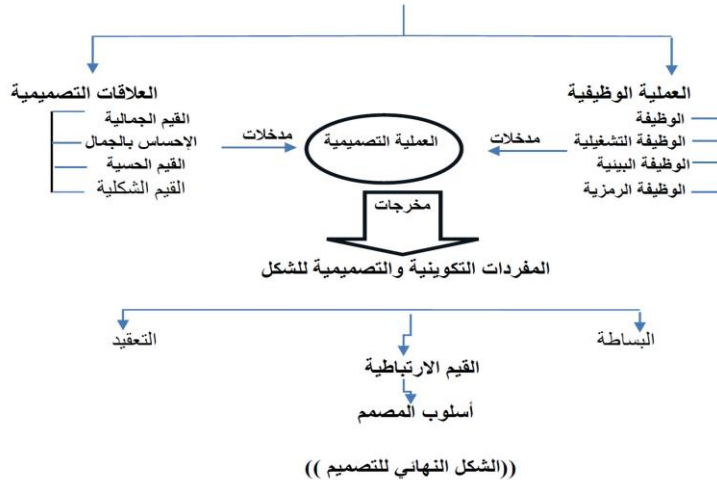 العملية الوظيفية
الوظيفة
الوظيفة التشغيلية
الوظيفة البيئية
الوظيفة الرمزية
مدخلات
العملية التصميمية
مدخلات
العلاقات التصميمية
القيم الجمالية
الإحساس بالجمال
القيم الحسية
القيم الشكلية
مخرجات
المفردات التكوينية والتصميمية للشكل
البساطة
التعقيد
القيم الارتباطية
أسلوب المصمم
((الشكل النهائي للتصميم ))